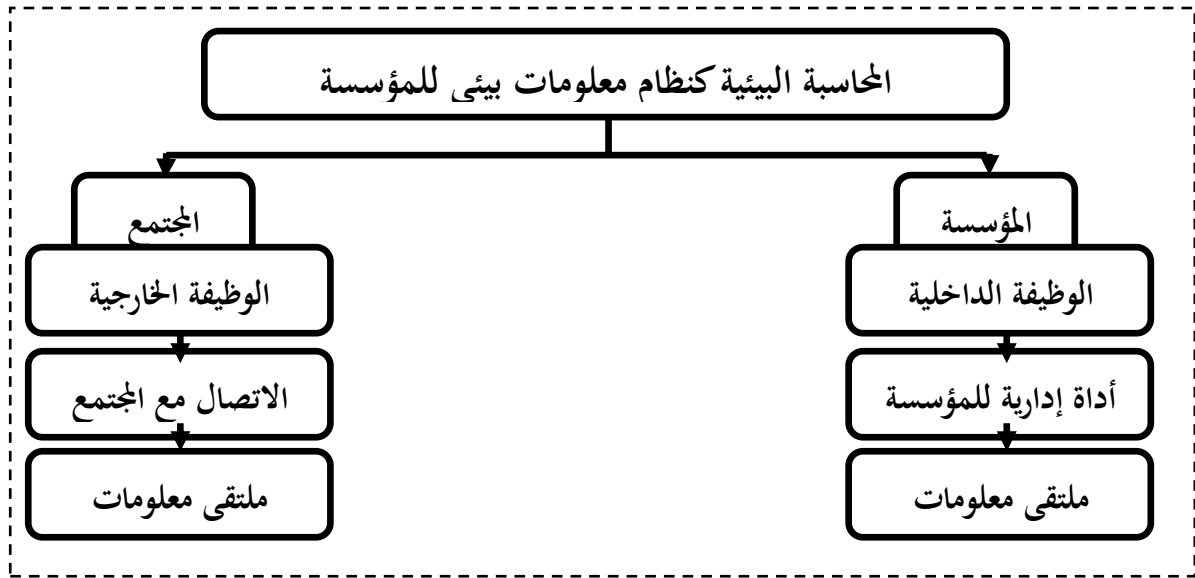 المحاسبة البيئية كنظام معلومات بيئي للمؤسسة
المؤسسة
المجتمع
الوظيفة الداخلية
الوظيفة الخارجية
أداة إدارية للمؤسسة
الاتصال مع المجتمع
ملتقى معلومات
ملتقى معلومات